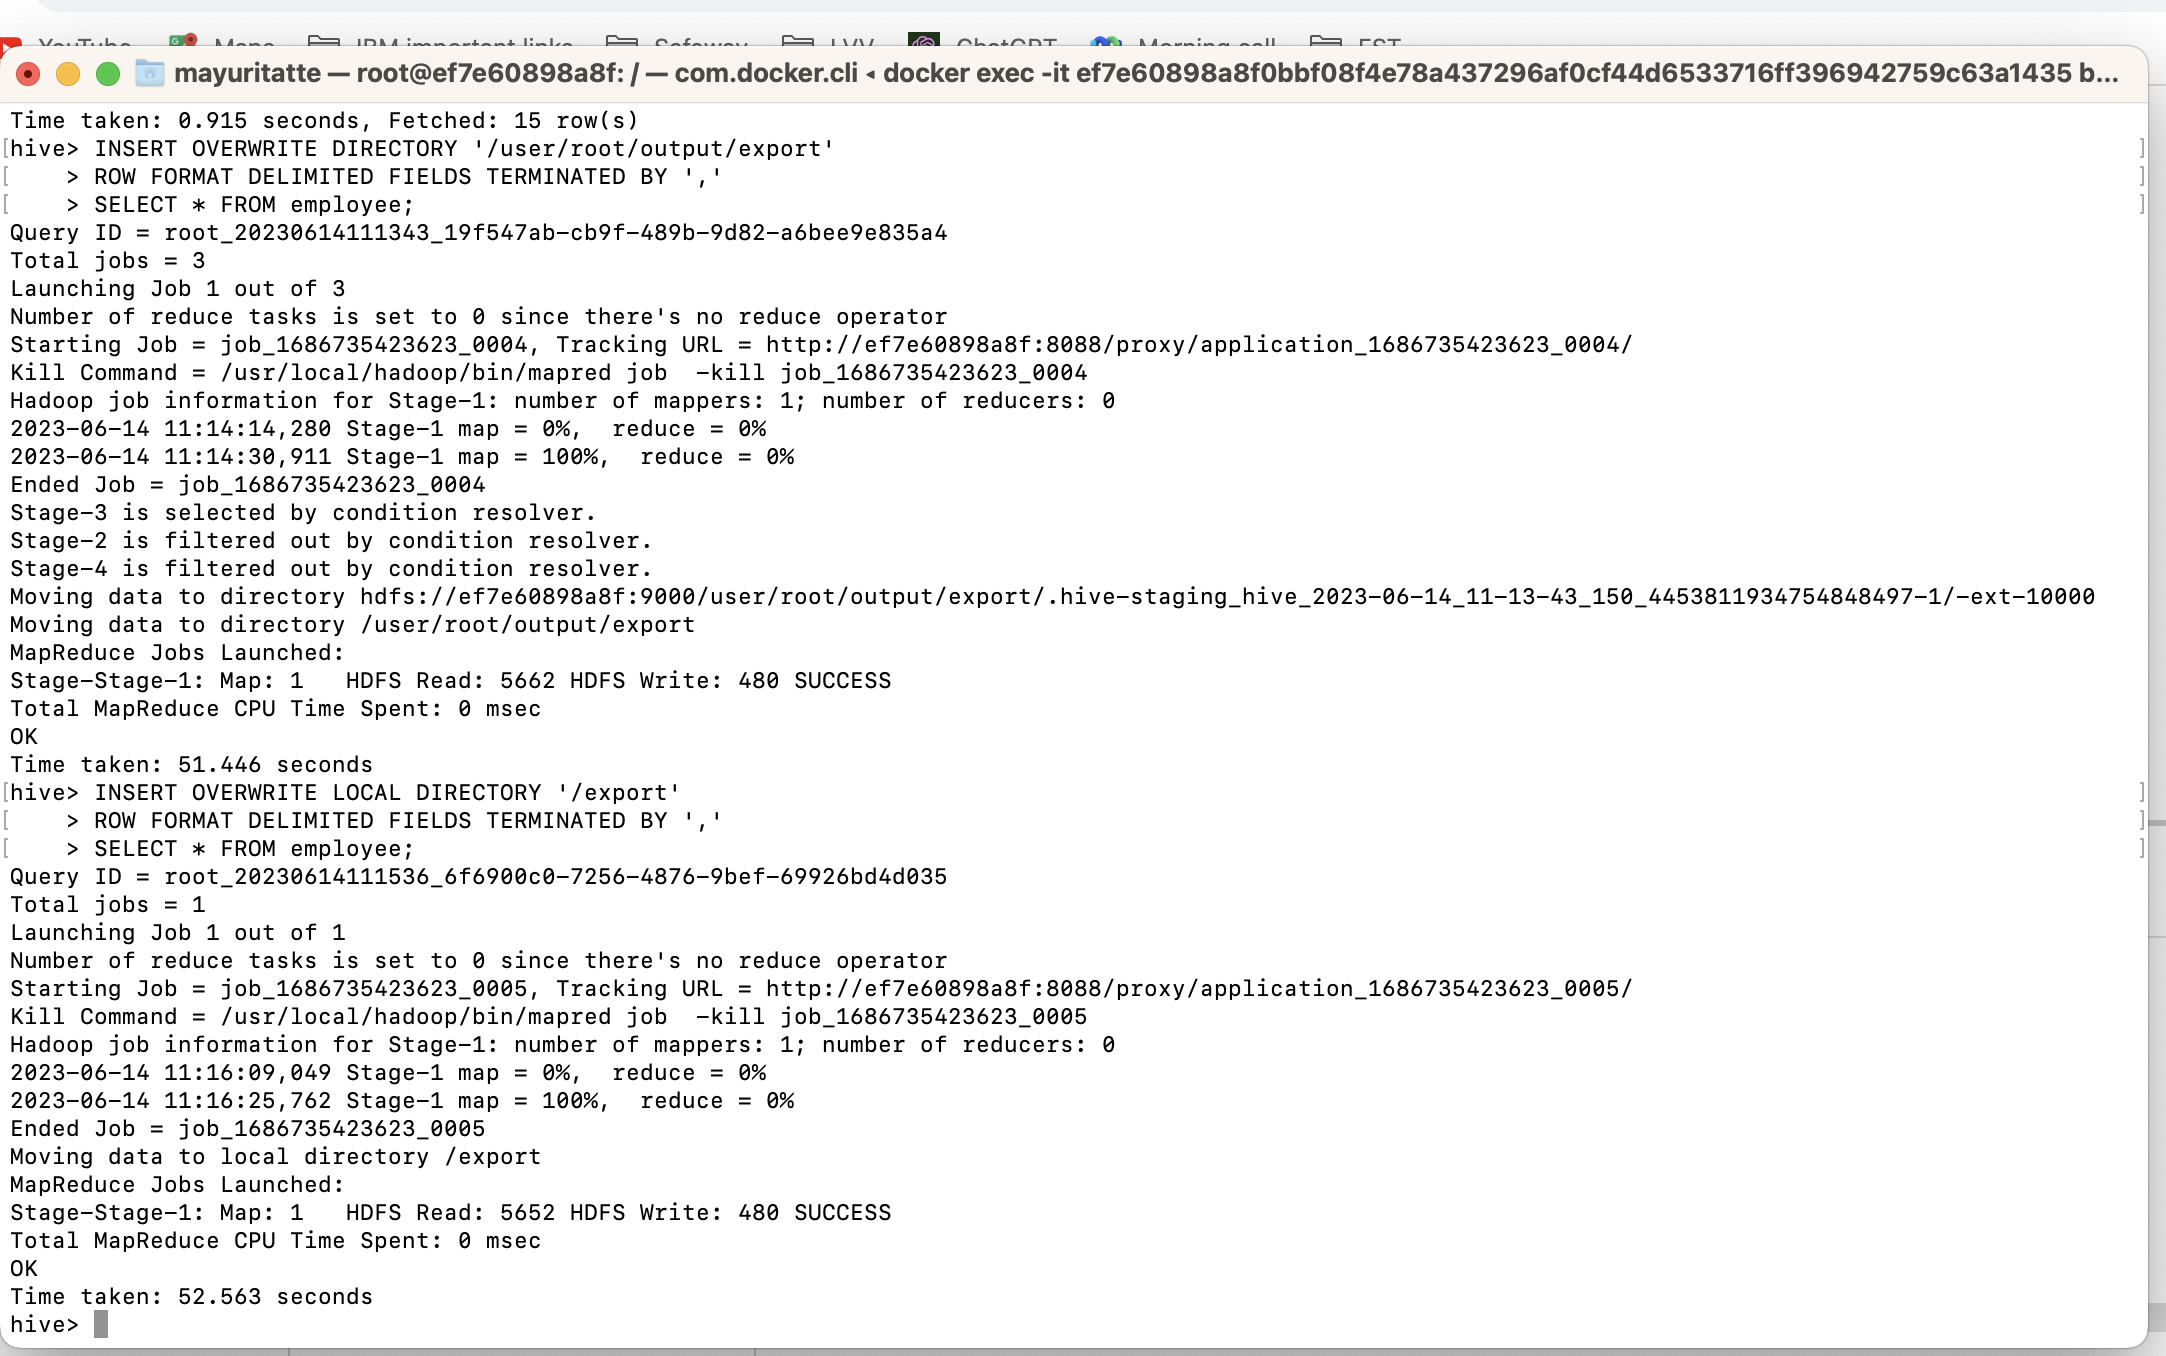 YouTube Maps IBM important links Safeway LVV ChatGPT Morning call EST
mayuritatte — root@ef7e60898a8f: / — com.docker.cli ◂ docker exec -it ef7e60898a8f0bbf08f4e78a437296af0cf44d6533716ff396942759c63a1435 b...
Time taken: 0.915 seconds, Fetched: 15 row(s)
[hive> INSERT OVERWRITE DIRECTORY '/user/root/output/export' ]
[    > ROW FORMAT DELIMITED FIELDS TERMINATED BY ',' ]
[    > SELECT * FROM employee; ]
Query ID = root_20230614111343_19f547ab-cb9f-489b-9d82-a6bee9e835a4
Total jobs = 3
Launching Job 1 out of 3
Number of reduce tasks is set to 0 since there's no reduce operator
Starting Job = job_1686735423623_0004, Tracking URL = http://ef7e60898a8f:8088/proxy/application_1686735423623_0004/
Kill Command = /usr/local/hadoop/bin/mapred job  -kill job_1686735423623_0004
Hadoop job information for Stage-1: number of mappers: 1; number of reducers: 0
2023-06-14 11:14:14,280 Stage-1 map = 0%,  reduce = 0%
2023-06-14 11:14:30,911 Stage-1 map = 100%,  reduce = 0%
Ended Job = job_1686735423623_0004
Stage-3 is selected by condition resolver.
Stage-2 is filtered out by condition resolver.
Stage-4 is filtered out by condition resolver.
Moving data to directory hdfs://ef7e60898a8f:9000/user/root/output/export/.hive-staging_hive_2023-06-14_11-13-43_150_4453811934754848497-1/-ext-10000
Moving data to directory /user/root/output/export
MapReduce Jobs Launched:
Stage-Stage-1: Map: 1   HDFS Read: 5662 HDFS Write: 480 SUCCESS
Total MapReduce CPU Time Spent: 0 msec
OK
Time taken: 51.446 seconds
[hive> INSERT OVERWRITE LOCAL DIRECTORY '/export' ]
[    > ROW FORMAT DELIMITED FIELDS TERMINATED BY ',' ]
[    > SELECT * FROM employee; ]
Query ID = root_20230614111536_6f6900c0-7256-4876-9bef-69926bd4d035
Total jobs = 1
Launching Job 1 out of 1
Number of reduce tasks is set to 0 since there's no reduce operator
Starting Job = job_1686735423623_0005, Tracking URL = http://ef7e60898a8f:8088/proxy/application_1686735423623_0005/
Kill Command = /usr/local/hadoop/bin/mapred job  -kill job_1686735423623_0005
Hadoop job information for Stage-1: number of mappers: 1; number of reducers: 0
2023-06-14 11:16:09,049 Stage-1 map = 0%,  reduce = 0%
2023-06-14 11:16:25,762 Stage-1 map = 100%,  reduce = 0%
Ended Job = job_1686735423623_0005
Moving data to local directory /export
MapReduce Jobs Launched:
Stage-Stage-1: Map: 1   HDFS Read: 5652 HDFS Write: 480 SUCCESS
Total MapReduce CPU Time Spent: 0 msec
OK
Time taken: 52.563 seconds
hive>